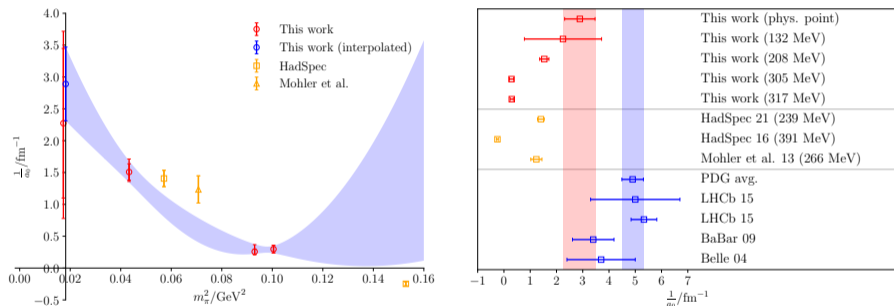 4.0
3.5
3.0
2.5
2.0
1.5
1.0
0.5
0.0
−0.5
1/a₀ /fm⁻¹
0.00 0.02 0.04 0.06 0.08 0.10 0.12 0.14 0.16
m²_π/GeV²
This work
This work (interpolated)
HadSpec
Mohler et al.
This work (phys. point)
This work (132 MeV)
This work (208 MeV)
This work (305 MeV)
This work (317 MeV)
HadSpec 21 (239 MeV)
HadSpec 16 (391 MeV)
Mohler et al. 13 (266 MeV)
PDG avg.
LHCb 15
LHCb 15
BaBar 09
Belle 04
−1 0 1 2 3 4 5 6 7
1/a₀ /fm⁻¹